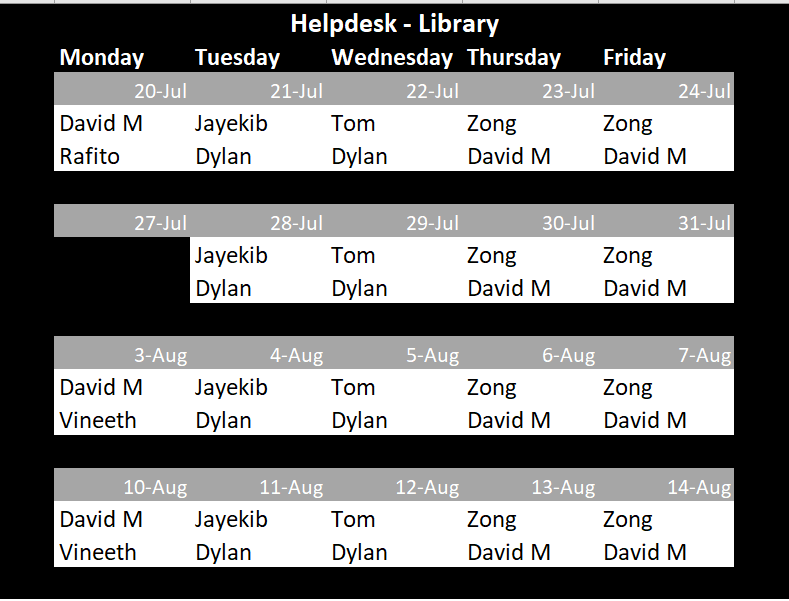 Helpdesk - Library
Monday Tuesday Wednesday Thursday Friday
20-Jul 21-Jul 22-Jul 23-Jul 24-Jul
David M Jayekib Tom Zong Zong
Rafito Dylan Dylan David M David M
27-Jul 28-Jul 29-Jul 30-Jul 31-Jul
Jayekib Tom Zong Zong
Dylan Dylan David M David M
3-Aug 4-Aug 5-Aug 6-Aug 7-Aug
David M Jayekib Tom Zong Zong
Vineeth Dylan Dylan David M David M
10-Aug 11-Aug 12-Aug 13-Aug 14-Aug
David M Jayekib Tom Zong Zong
Vineeth Dylan Dylan David M David M